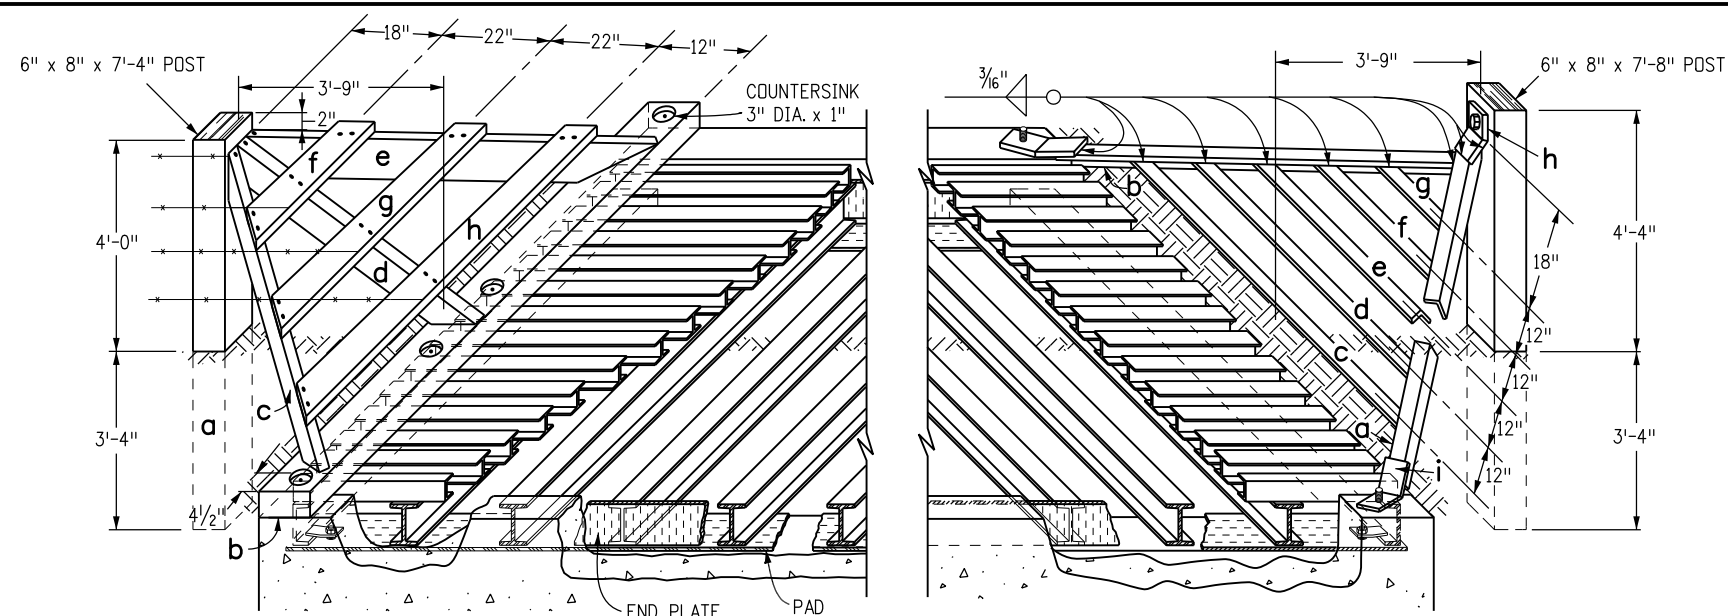 18"
22"
22"
12"
6" x 8" x 7'-4" POST
3'-9"
2"
COUNTERSINK
3" DIA. x 1"
f
e
g
h
d
c
a
4'-0"
3'-4"
4 1/2"
b
END PLATE
PAD
3/16"
3'-9"
6" x 8" x 7'-8" POST
h
b
g
f
e
d
c
a
i
4'-4"
18"
12"
12"
12"
12"
3'-4"